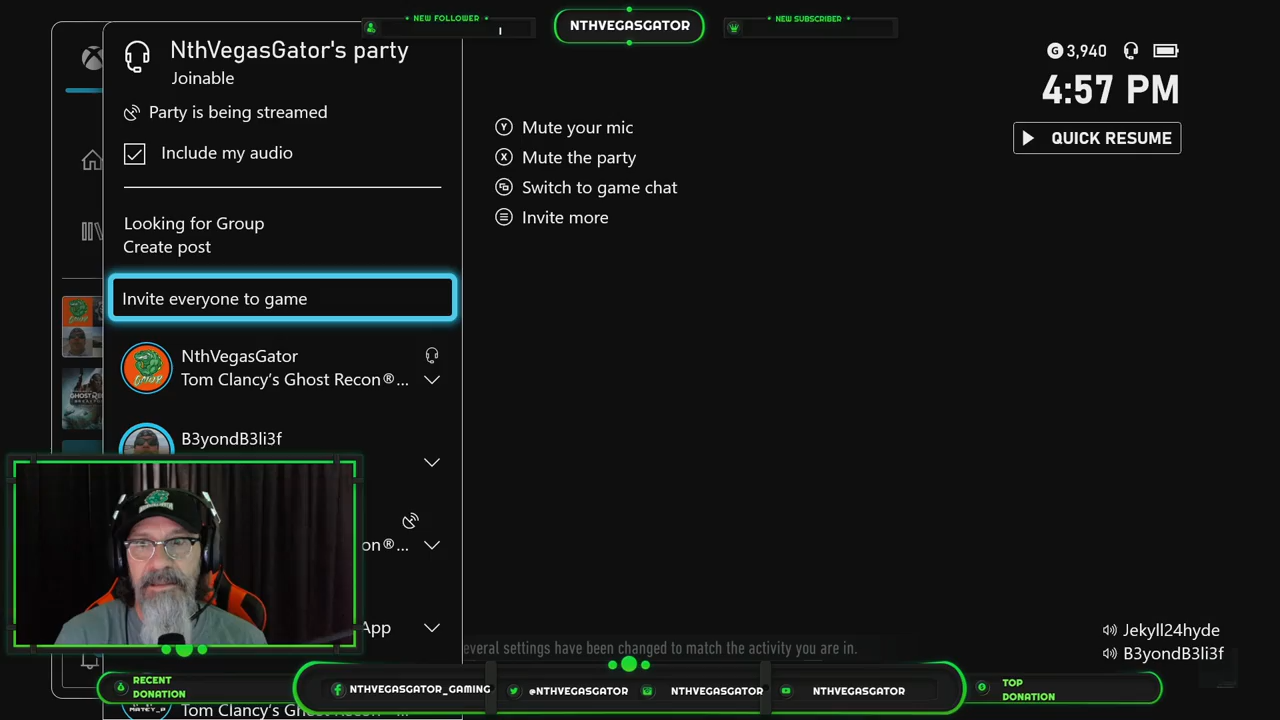 NEW FOLLOWER
NTHVEGASGATOR
NEW SUBSCRIBER
NthVegasGator's party
Joinable
Party is being streamed
Include my audio
Looking for Group
Create post
Invite everyone to game
NthVegasGator
Tom Clancy's Ghost Recon®...
B3yondB3li3f
on®...
App
Tom Clancy's Ghost Recon®...
Y Mute your mic
X Mute the party
Switch to game chat
Invite more
G 3,940
4:57 PM
QUICK RESUME
everal settings have been changed to match the activity you are in.
Jekyll24hyde
B3yondB3li3f
RECENT
DONATION
NTHVEGASGATOR_GAMING
@NTHVEGASGATOR
NTHVEGASGATOR
NTHVEGASGATOR
TOP
DONATION